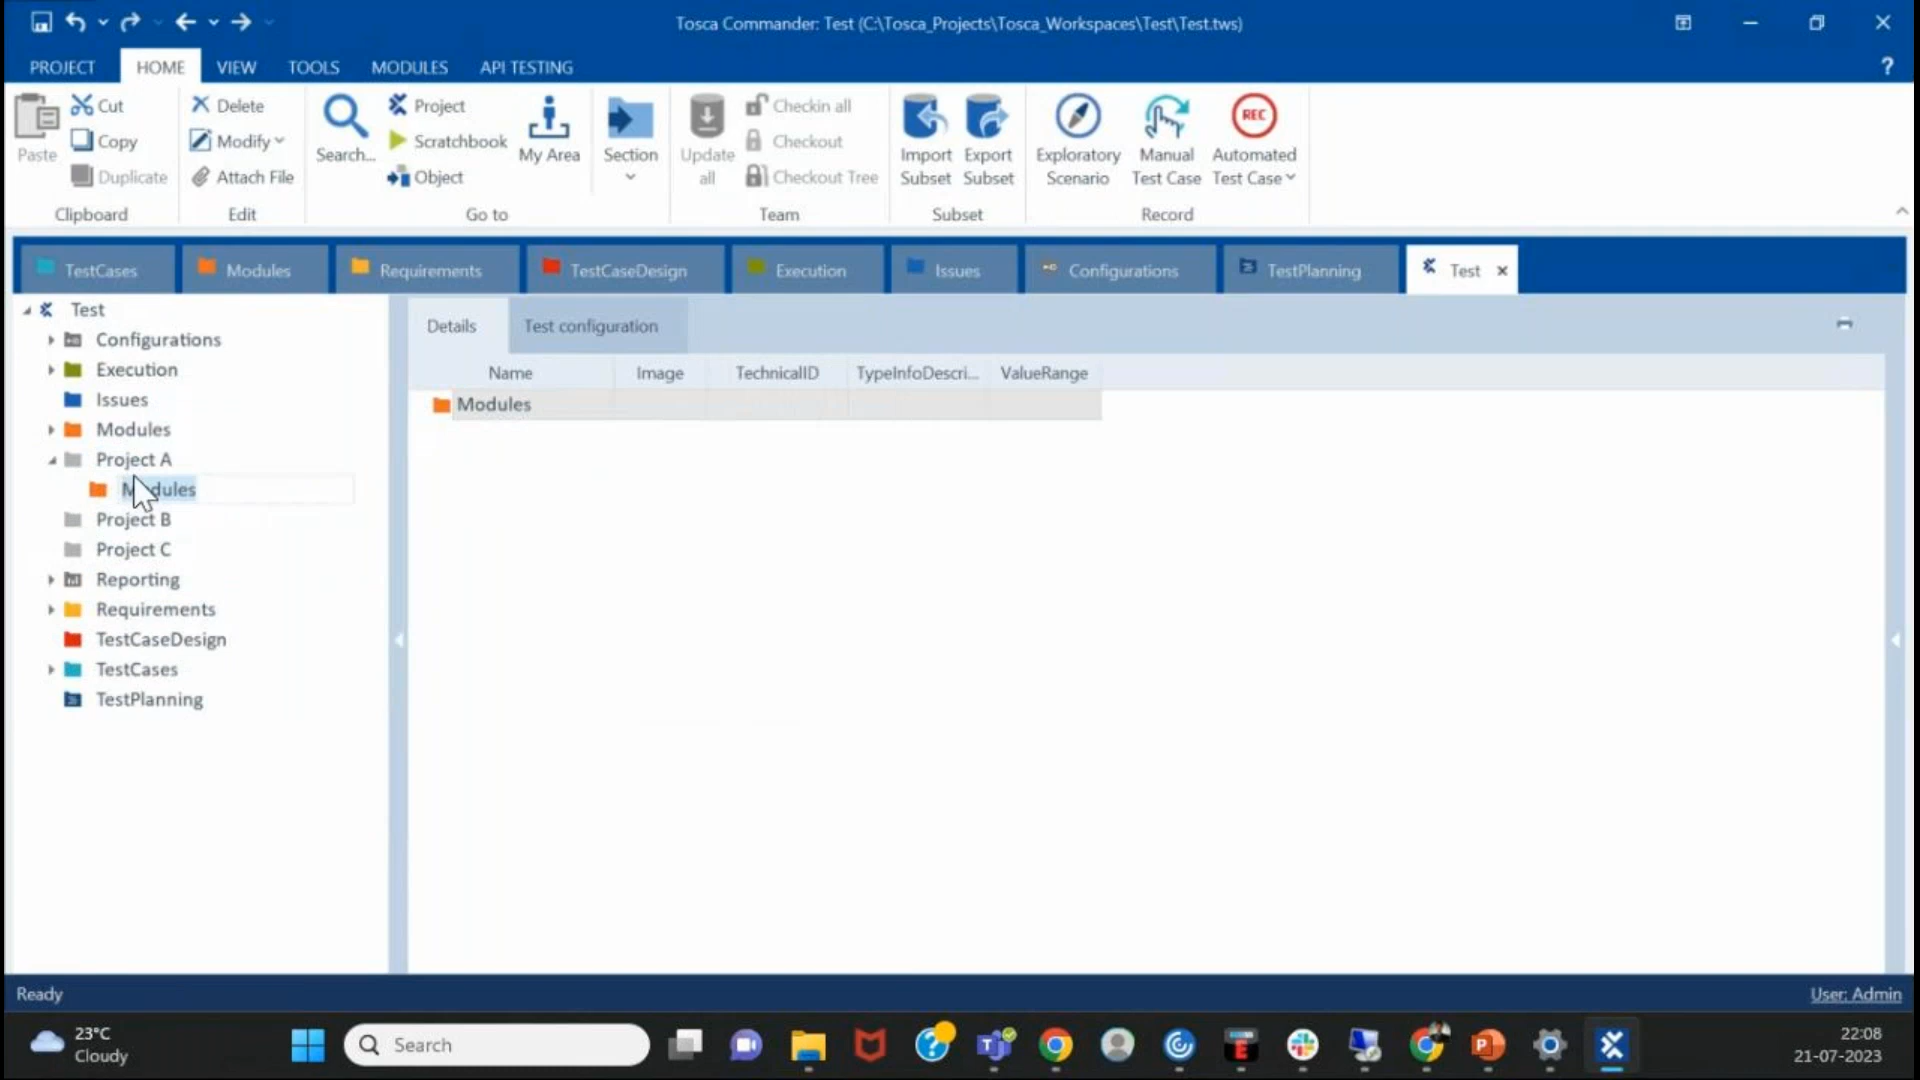 Tosca Commander: Test (C:\Tosca_Projects\Tosca_Workspaces\Test\Test.tws)
PROJECT HOME VIEW TOOLS MODULES API TESTING ?
Paste
Cut
Copy
Duplicate
Clipboard
Delete
Modify
Attach File
Edit
Search...
Project
Scratchbook
Object
My Area
Section
Go to
Update all
Checkin all
Checkout
Checkout Tree
Team
Import Subset
Export Subset
Subset
Exploratory Scenario
Manual Test Case
REC
Automated Test Case
Record
TestCases Modules Requirements TestCaseDesign Execution Issues Configurations TestPlanning Test
Test
Configurations
Execution
Issues
Modules
Project A
Modules
Project B
Project C
Reporting
Requirements
TestCaseDesign
TestCases
TestPlanning
Details Test configuration
Name Image TechnicalID TypeInfoDescri... ValueRange
Modules
Ready
User: Admin
23°C
Cloudy
Search
22:08
21-07-2023